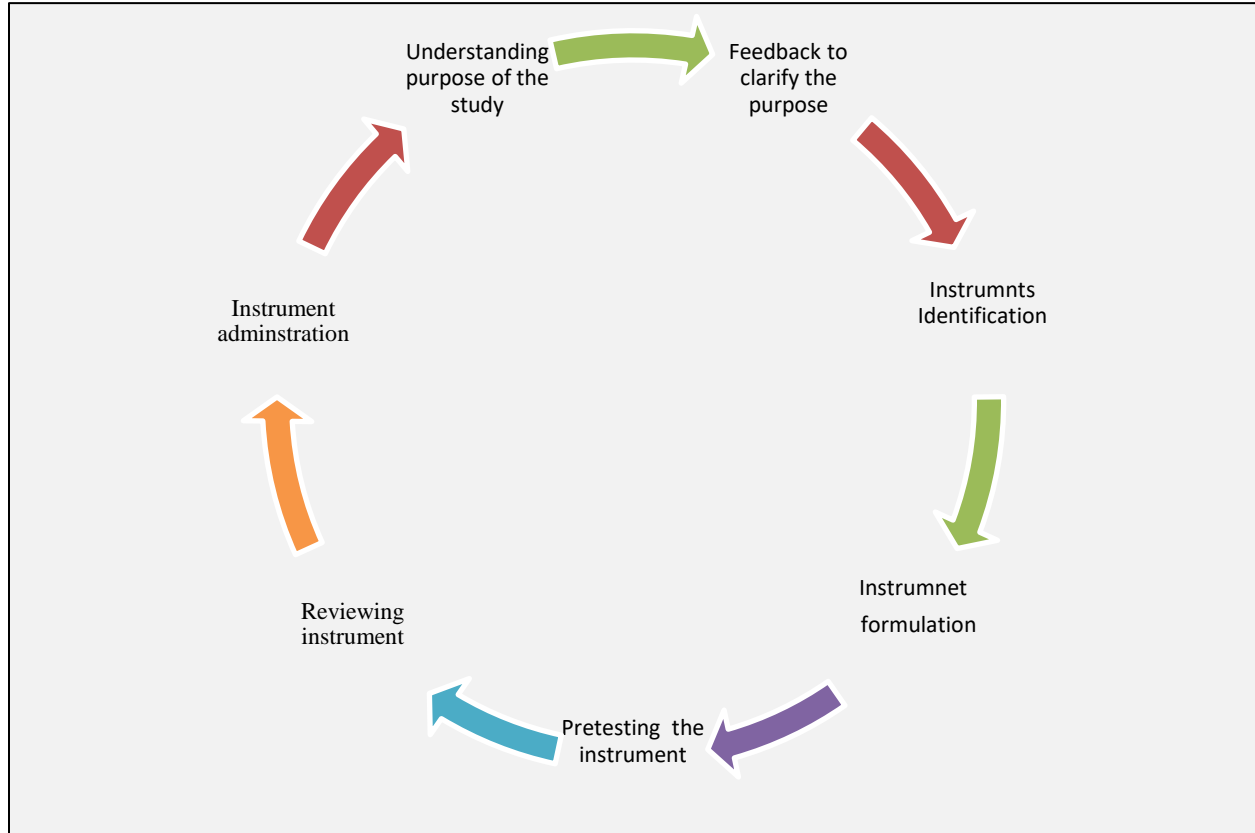 Understanding
purpose of the
study
Feedback to
clarify the
purpose
Instrumnts
Identification
Instrumnet
formulation
Pretesting the
instrument
Reviewing
instrument
Instrument
adminstration